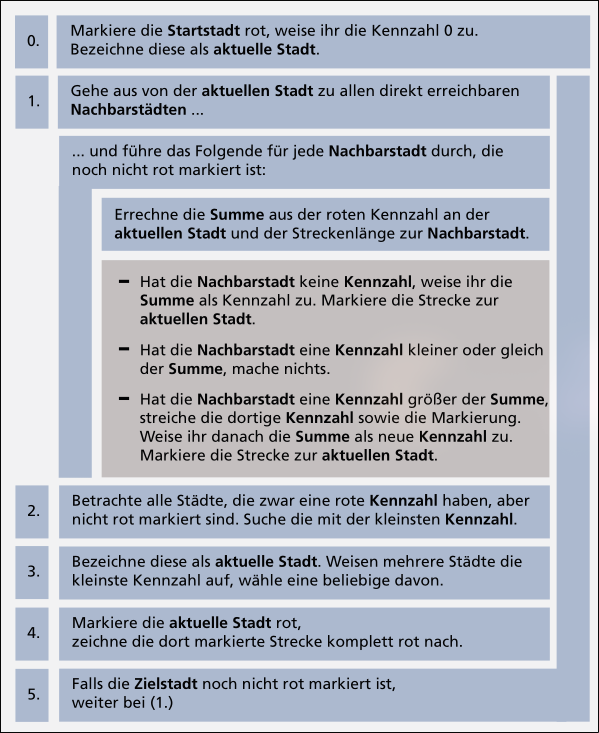 0.
Markiere die Startstadt rot, weise ihr die Kennzahl 0 zu.
Bezeichne diese als aktuelle Stadt.
1.
Gehe aus von der aktuellen Stadt zu allen direkt erreichbaren
Nachbarstädten ...
... und führe das Folgende für jede Nachbarstadt durch, die
noch nicht rot markiert ist:
Errechne die Summe aus der roten Kennzahl an der
aktuellen Stadt und der Streckenlänge zur Nachbarstadt.
– Hat die Nachbarstadt keine Kennzahl, weise ihr die
Summe als Kennzahl zu. Markiere die Strecke zur
aktuellen Stadt.
– Hat die Nachbarstadt eine Kennzahl kleiner oder gleich
der Summe, mache nichts.
– Hat die Nachbarstadt eine Kennzahl größer der Summe,
streiche die dortige Kennzahl sowie die Markierung.
Weise ihr danach die Summe als neue Kennzahl zu.
Markiere die Strecke zur aktuellen Stadt.
2.
Betrachte alle Städte, die zwar eine rote Kennzahl haben, aber
nicht rot markiert sind. Suche die mit der kleinsten Kennzahl.
3.
Bezeichne diese als aktuelle Stadt. Weisen mehrere Städte die
kleinste Kennzahl auf, wähle eine beliebige davon.
4.
Markiere die aktuelle Stadt rot,
zeichne die dort markierte Strecke komplett rot nach.
5.
Falls die Zielstadt noch nicht rot markiert ist,
weiter bei (1.)